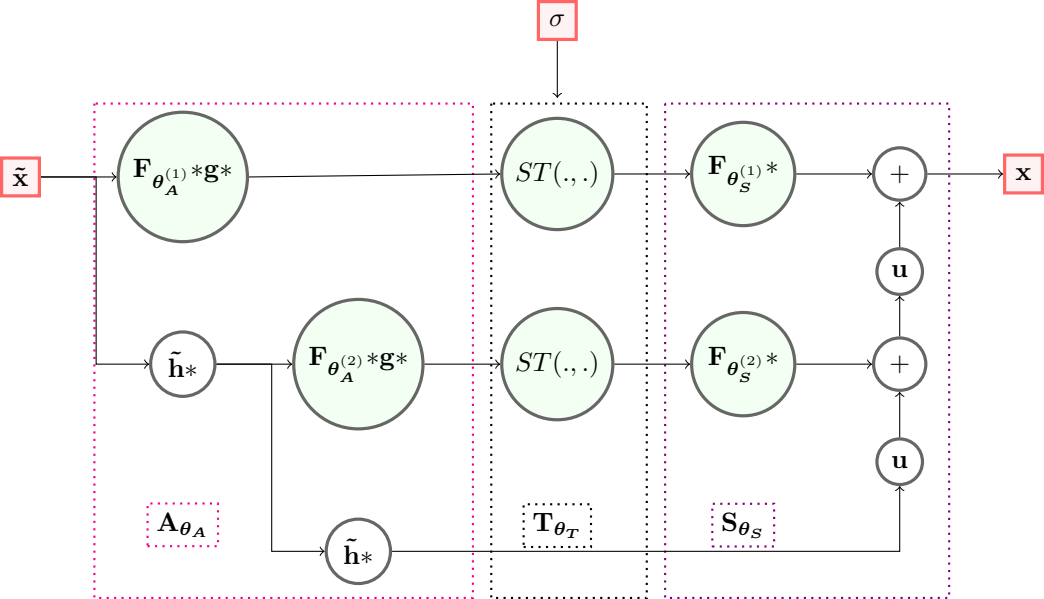 σ
x̃
F_{θ_A^{(1)}}*g*
ST(.,.)
F_{θ_S^{(1)}}*
+
x
u
h̃*
F_{θ_A^{(2)}}*g*
ST(.,.)
F_{θ_S^{(2)}}*
+
u
A_{θ_A}
T_{θ_T}
S_{θ_S}
h̃*